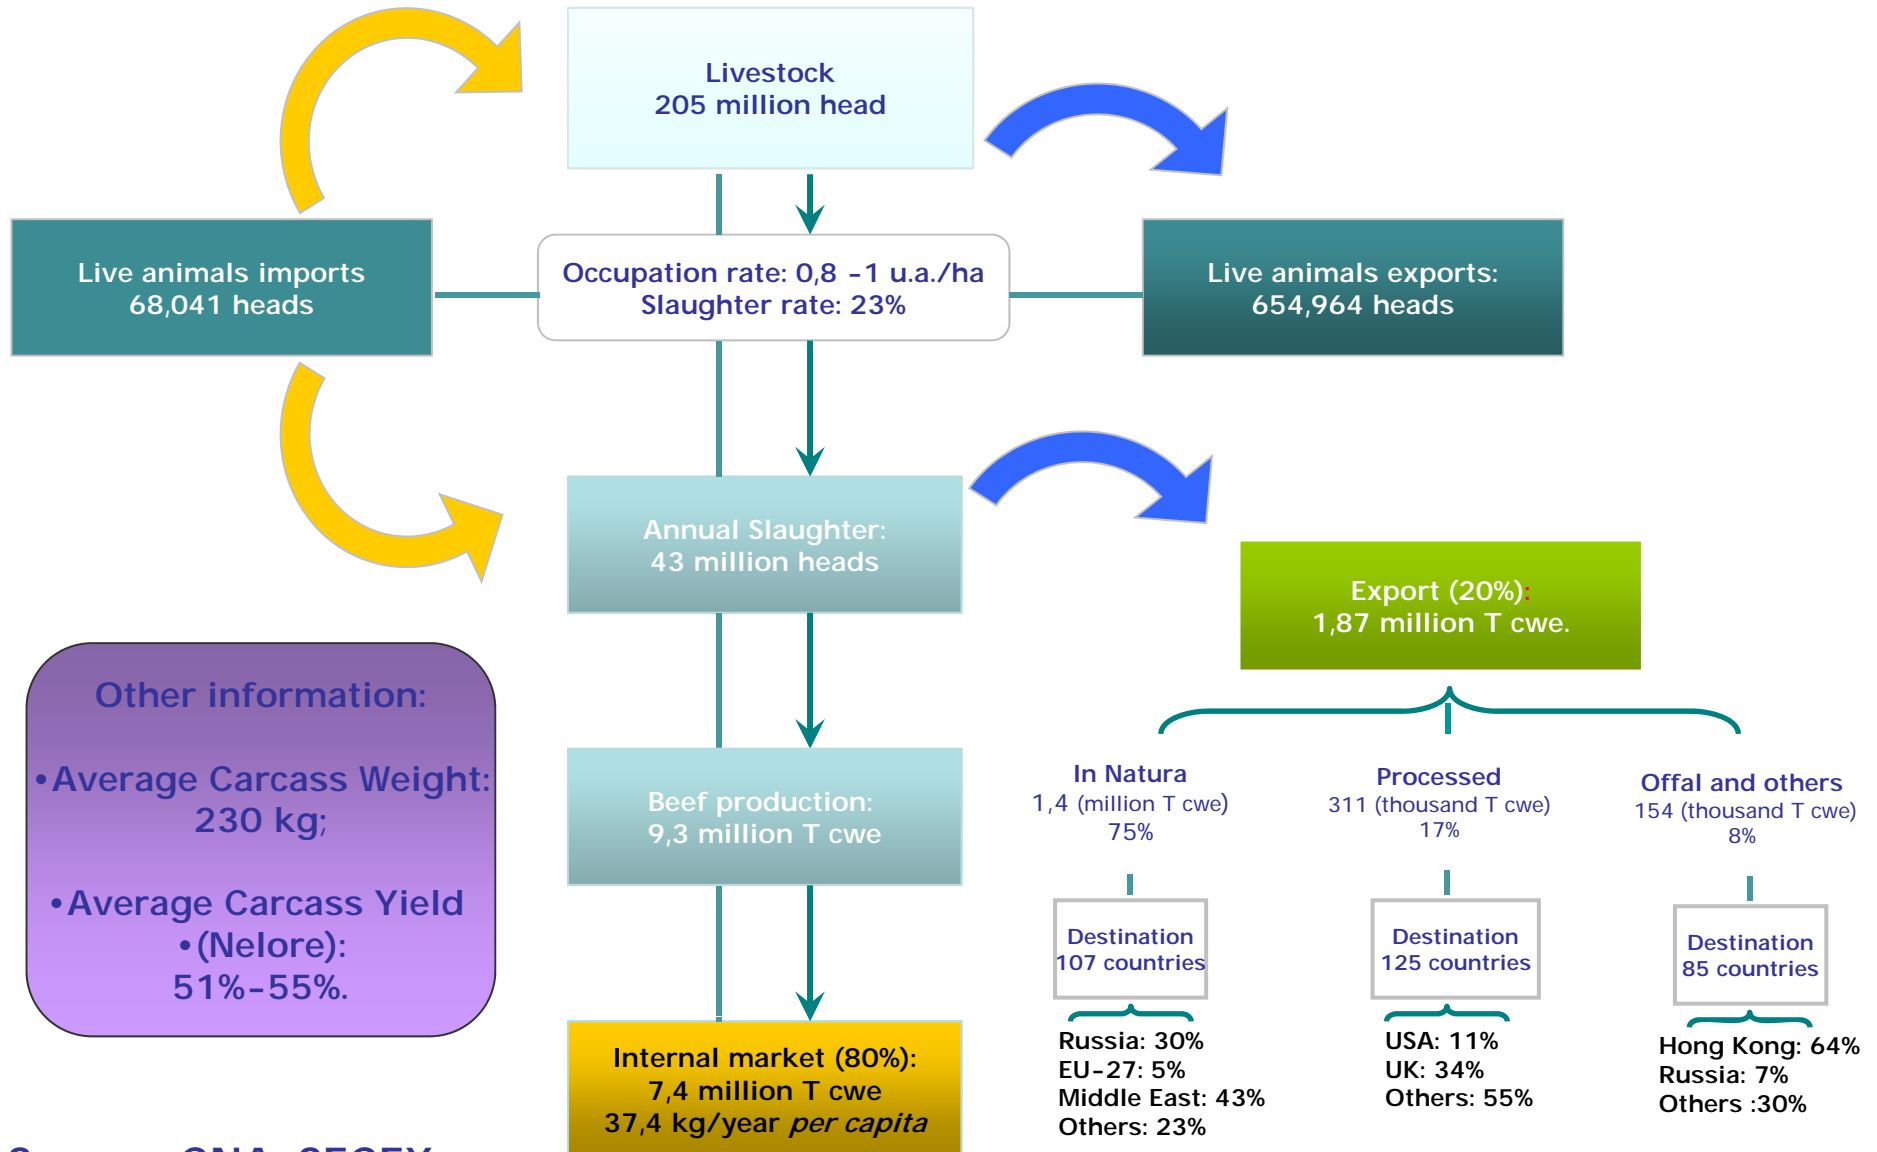 Livestock
205 million head
Live animals imports
68,041 heads
Occupation rate: 0,8 -1 u.a./ha
Slaughter rate: 23%
Live animals exports:
654,964 heads
Annual Slaughter:
43 million heads
Export (20%):
1,87 million T cwe.
Other information:
•Average Carcass Weight:
230 kg;
•Average Carcass Yield
•(Nelore):
51%-55%.
Beef production:
9,3 million T cwe
In Natura
1,4 (million T cwe)
75%
Processed
311 (thousand T cwe)
17%
Offal and others
154 (thousand T cwe)
8%
Destination
107 countries
Destination
125 countries
Destination
85 countries
Russia: 30%
EU-27: 5%
Middle East: 43%
Others: 23%
USA: 11%
UK: 34%
Others: 55%
Hong Kong: 64%
Russia: 7%
Others :30%
Internal market (80%):
7,4 million T cwe
37,4 kg/year per capita